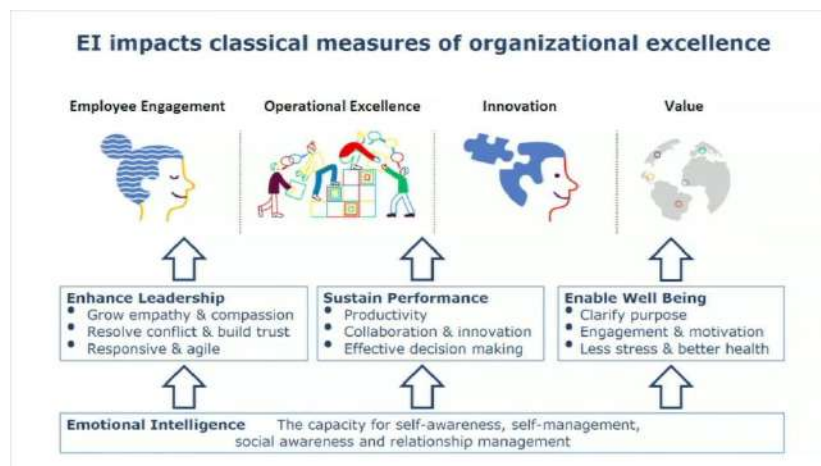 EI impacts classical measures of organizational excellence
Employee Engagement
Operational Excellence
Innovation
Value
Enhance Leadership
• Grow empathy & compassion
• Resolve conflict & build trust
• Responsive & agile
Sustain Performance
• Productivity
• Collaboration & innovation
• Effective decision making
Enable Well Being
• Clarify purpose
• Engagement & motivation
• Less stress & better health
Emotional Intelligence The capacity for self-awareness, self-management,
social awareness and relationship management